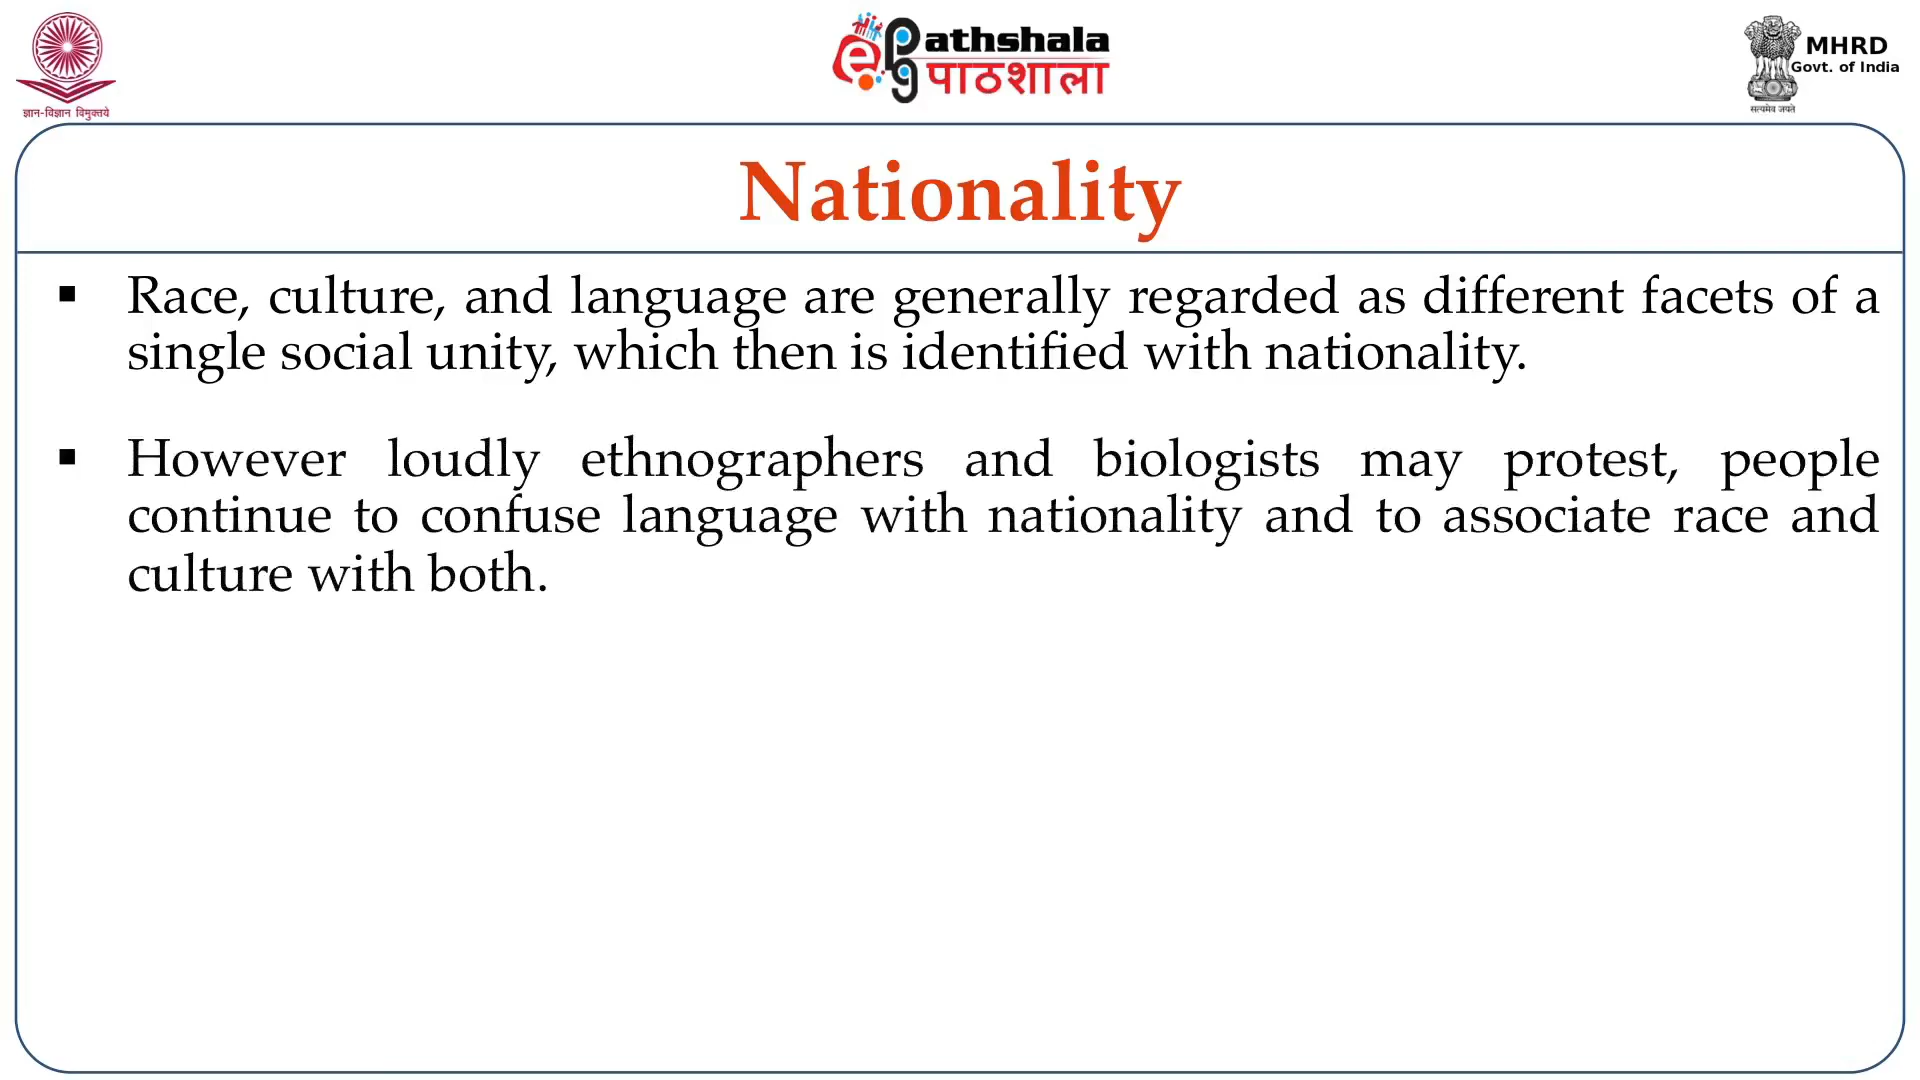 ज्ञान-विज्ञान विमुक्तये
e Pathshala
pg पाठशाला
MHRD
Govt. of India
सत्यमेव जयते
Nationality
▪ Race, culture, and language are generally regarded as different facets of a
single social unity, which then is identified with nationality.
▪ However loudly ethnographers and biologists may protest, people
continue to confuse language with nationality and to associate race and
culture with both.